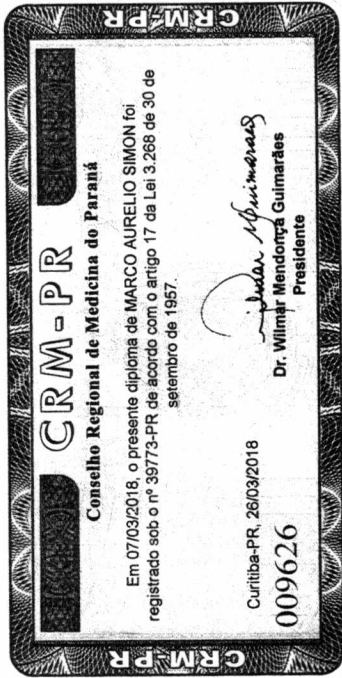 CRM-PR
CRM-PR
Conselho Regional de Medicina do Paraná
Em 07/03/2018, o presente diploma de MARCO AURELIO SIMON foi
registrado sob o nº 39773-PR de acordo com o artigo 17 da Lei 3.268 de 30 de
setembro de 1957.
Curitiba-PR, 26/03/2018
009626
Dr. Wilmar Mendonça Guimarães
Presidente
CRM-PR